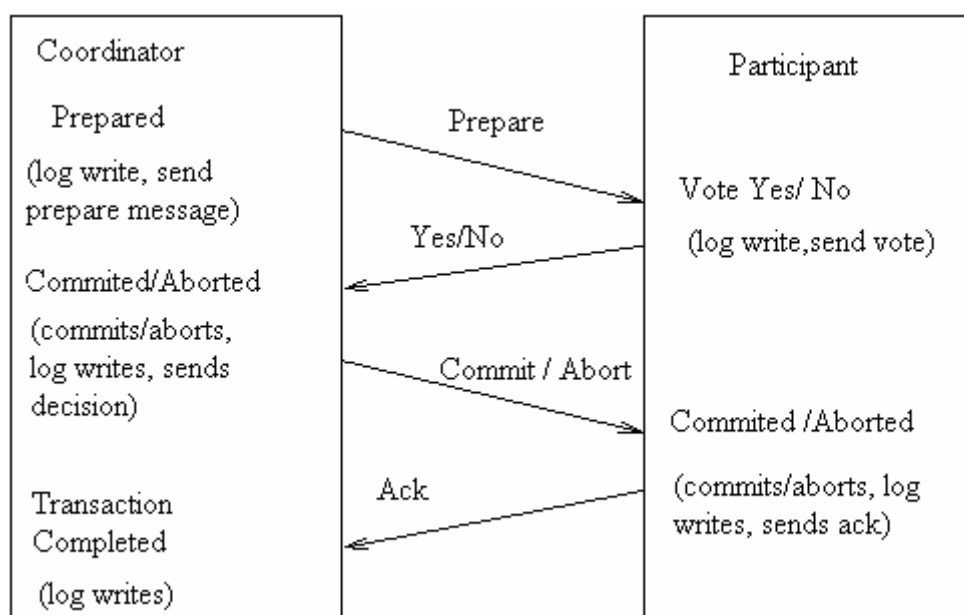 Coordinator
Participant
Prepared
Prepare
(log write, send
prepare message)
Vote Yes/ No
(log write,send vote)
Yes/No
Commited/Aborted
(commits/aborts,
log writes, sends
decision)
Commit / Abort
Commited /Aborted
(commits/aborts, log
writes, sends ack)
Ack
Transaction
Completed
(log writes)